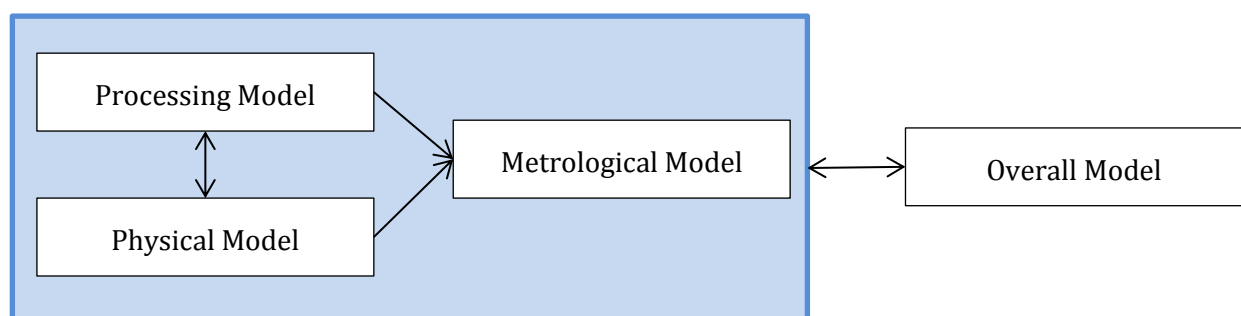 Processing Model
Metrological Model
Overall Model
Physical Model